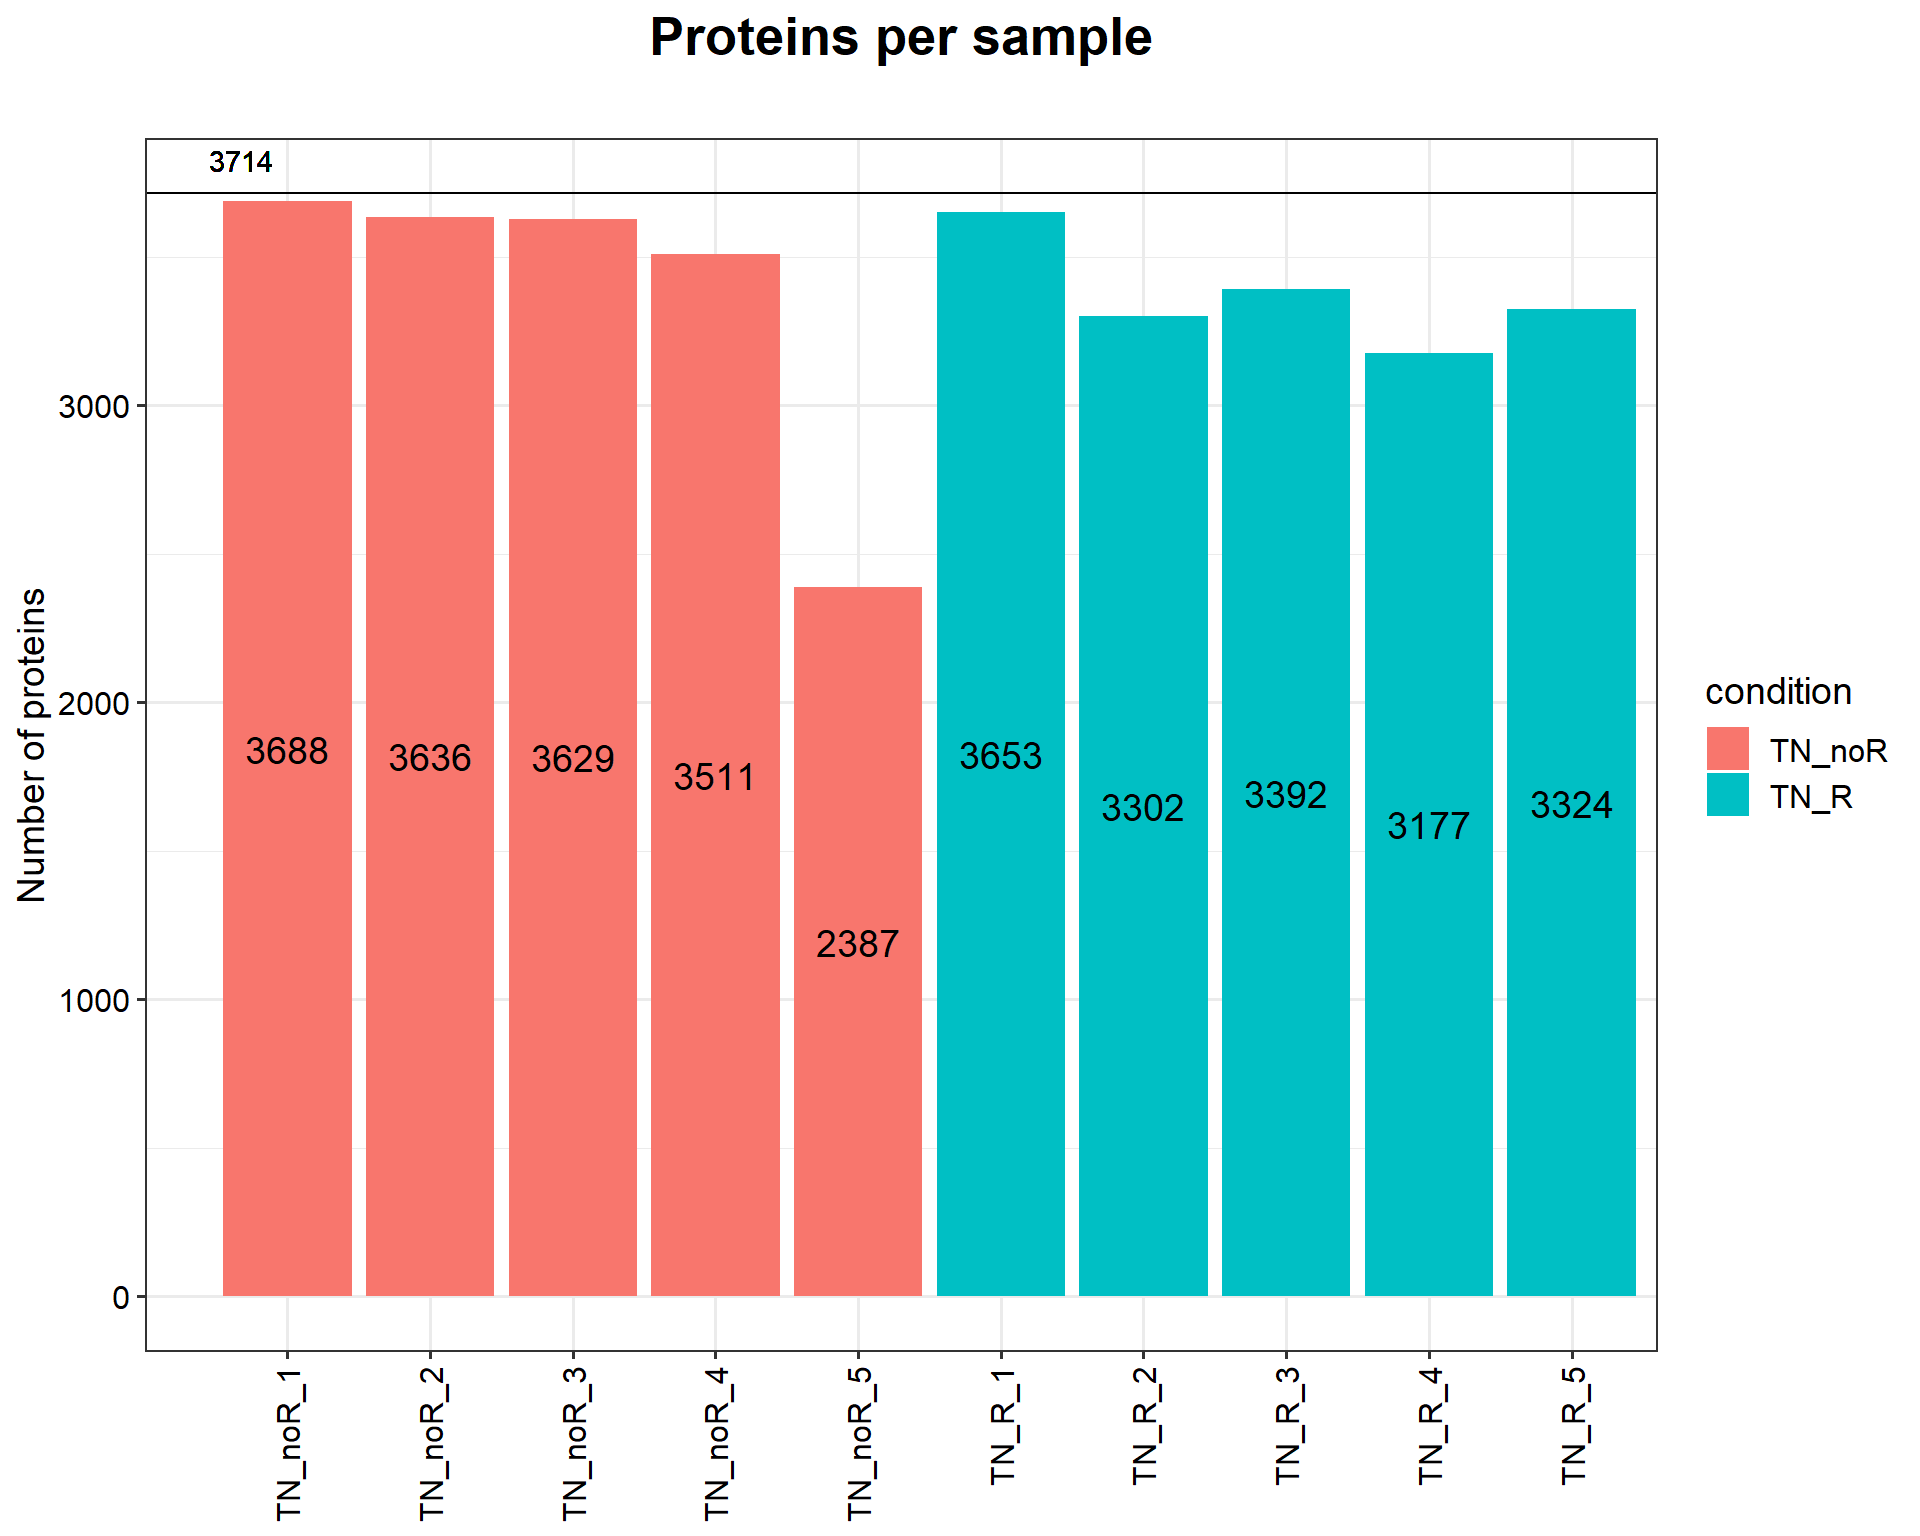 Proteins per sample
3714
Number of proteins
3000
2000
1000
0
3688
3636
3629
3511
2387
3653
3302
3392
3177
3324
TN_noR_1
TN_noR_2
TN_noR_3
TN_noR_4
TN_noR_5
TN_R_1
TN_R_2
TN_R_3
TN_R_4
TN_R_5
condition
TN_noR
TN_R